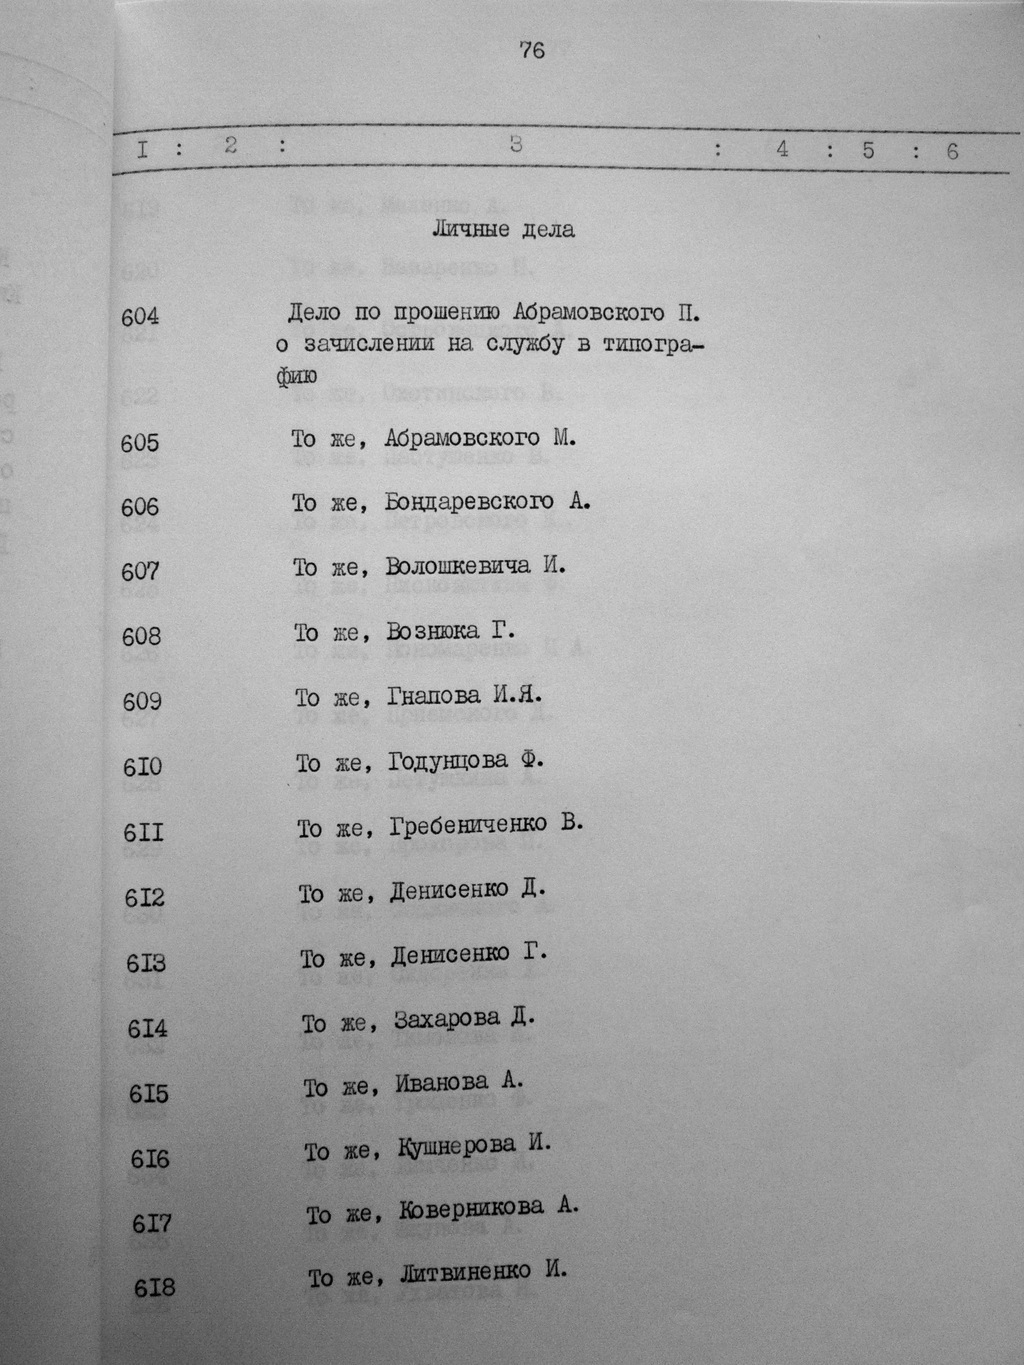 76
I : 2 : 3 : 4 : 5 : 6
Личные дела
604 Дело по прошению Абрамовского П.
о зачислении на службу в типогра-
фию
605 То же, Абрамовского М.
606 То же, Бондаревского А.
607 То же, Волошкевича И.
608 То же, Вознюка Г.
609 То же, Гнапова И.Я.
6I0 То же, Годунцова Ф.
6II То же, Гребениченко В.
6I2 То же, Денисенко Д.
6I3 То же, Денисенко Г.
6I4 То же, Захарова Д.
6I5 То же, Иванова А.
6I6 То же, Кушнерова И.
6I7 То же, Коверникова А.
6I8 То же, Литвиненко И.